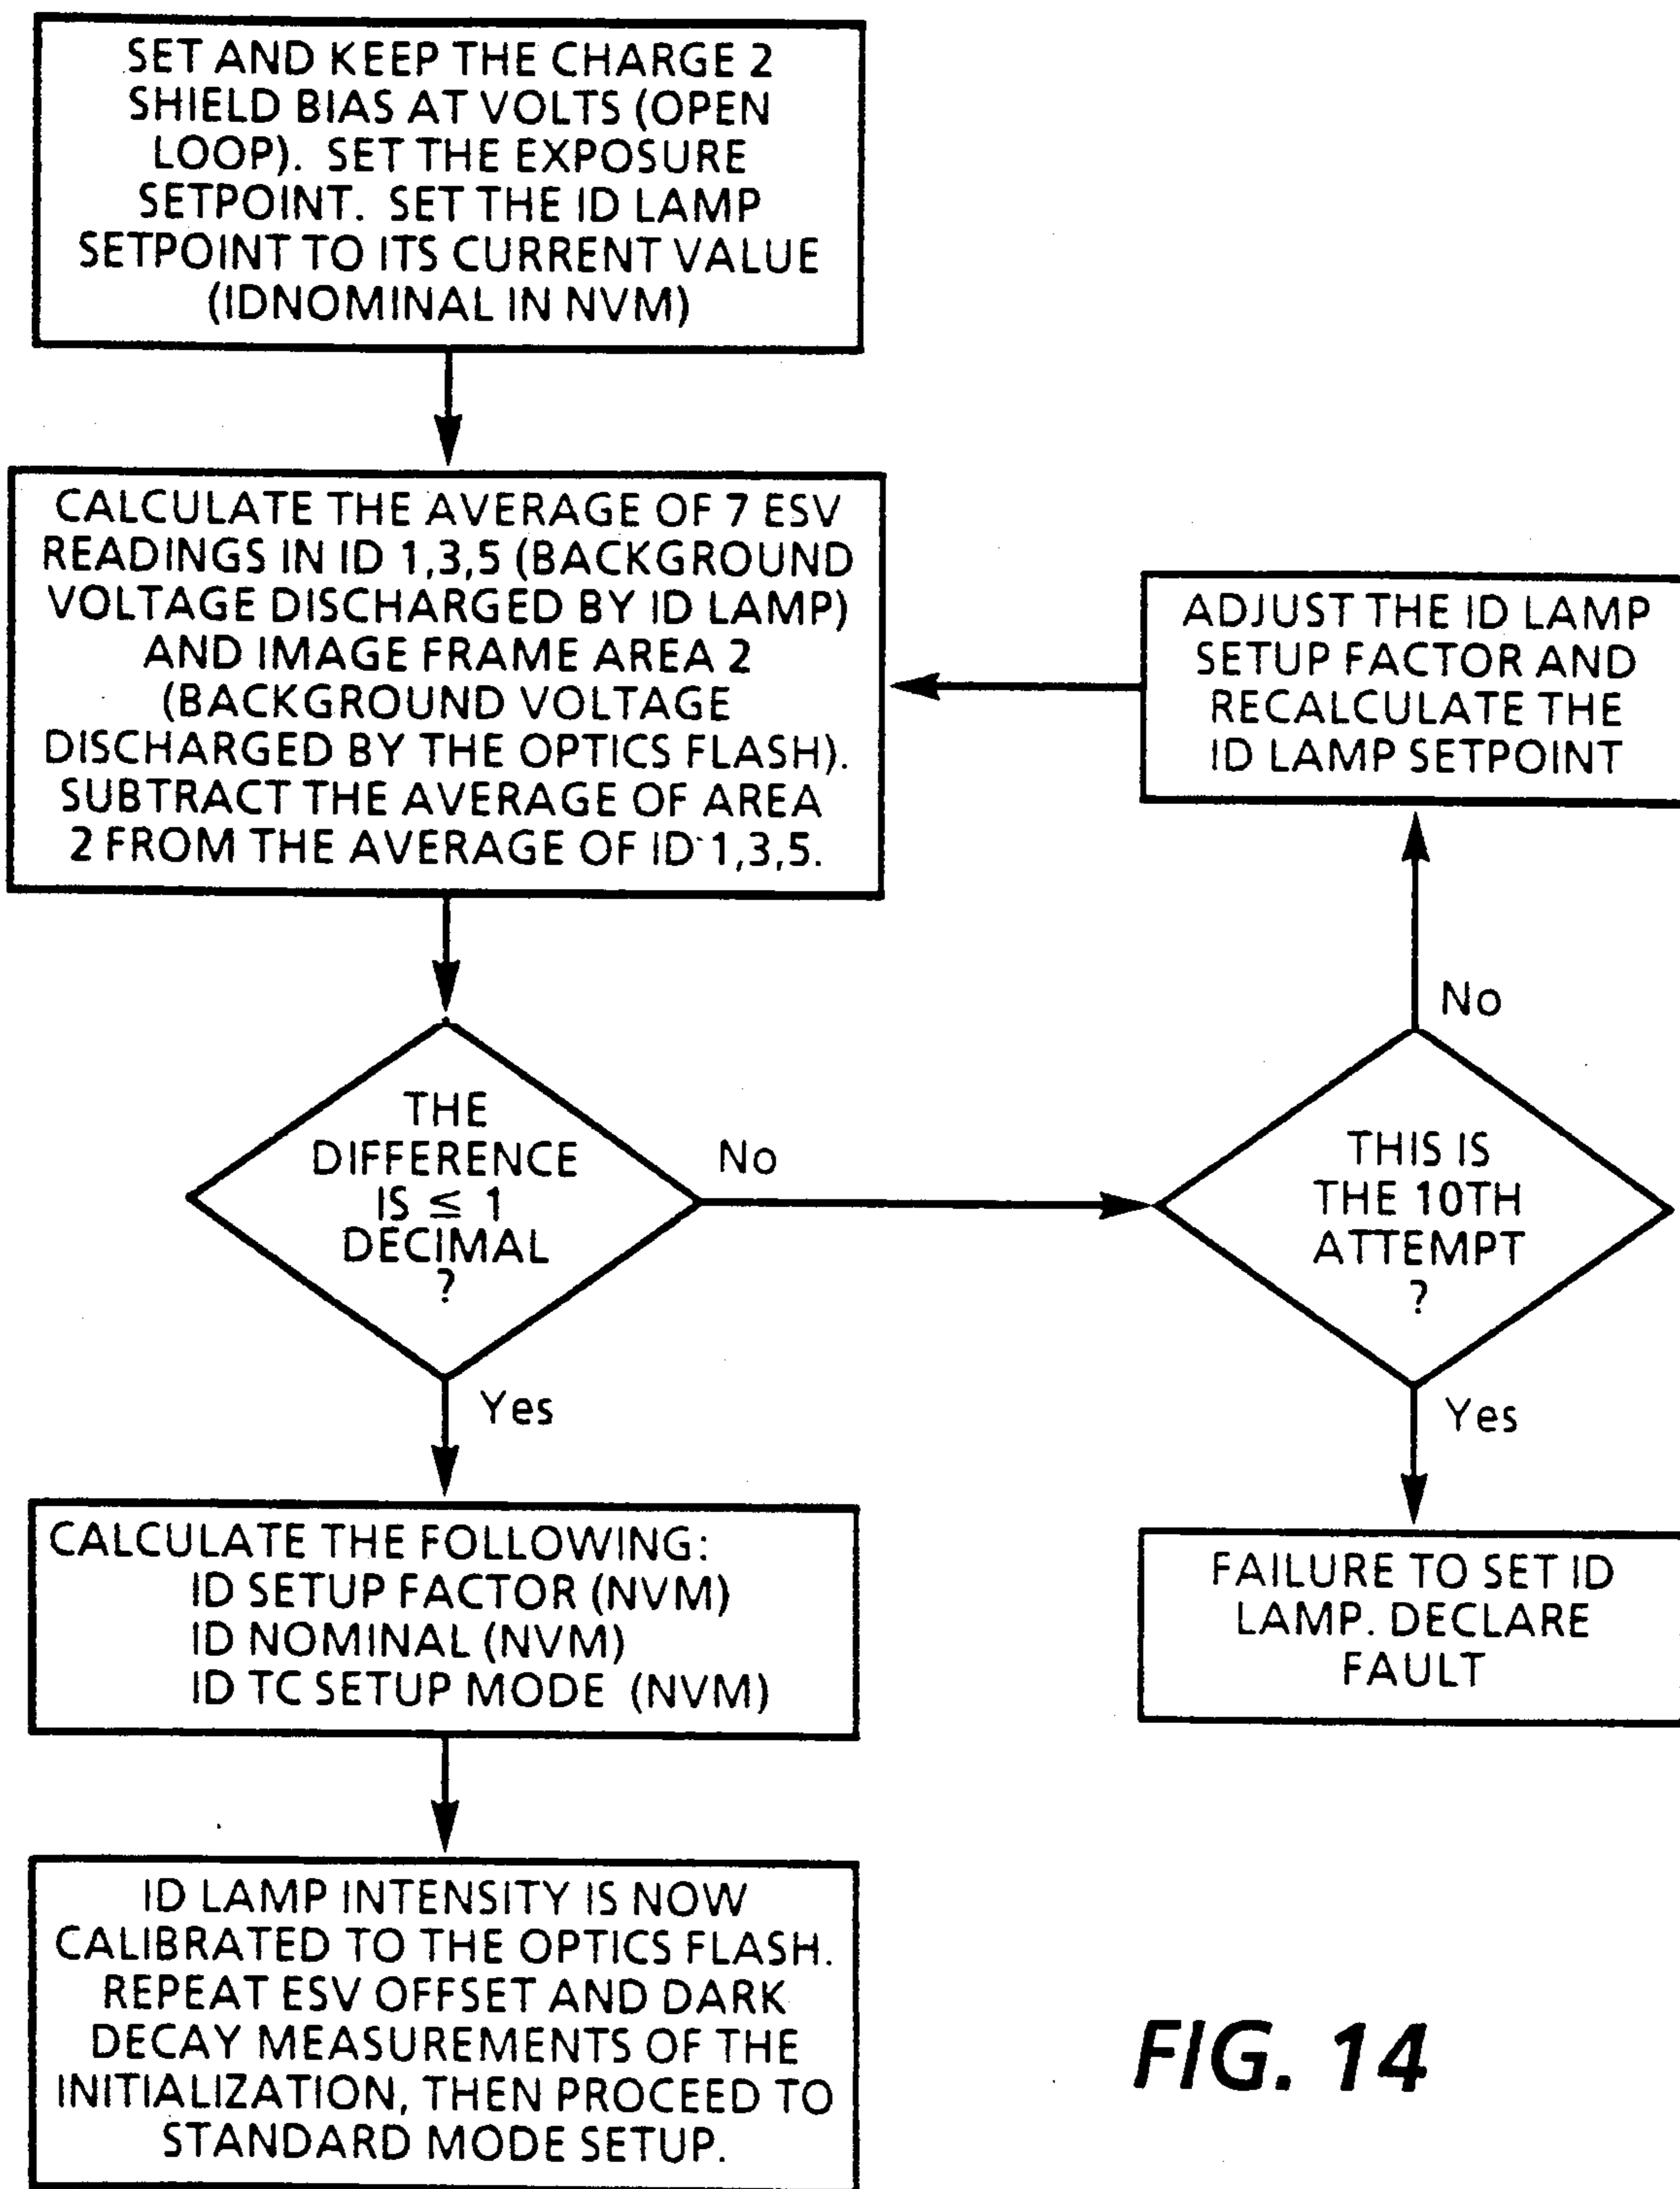 SET AND KEEP THE CHARGE 2
SHIELD BIAS AT VOLTS (OPEN
LOOP). SET THE EXPOSURE
SETPOINT. SET THE ID LAMP
SETPOINT TO ITS CURRENT VALUE
(IDNOMINAL IN NVM)
CALCULATE THE AVERAGE OF 7 ESV
READINGS IN ID 1,3,5 (BACKGROUND
VOLTAGE DISCHARGED BY ID LAMP)
AND IMAGE FRAME AREA 2
(BACKGROUND VOLTAGE
DISCHARGED BY THE OPTICS FLASH).
SUBTRACT THE AVERAGE OF AREA
2 FROM THE AVERAGE OF ID 1,3,5.
ADJUST THE ID LAMP
SETUP FACTOR AND
RECALCULATE THE
ID LAMP SETPOINT
No
THE
DIFFERENCE
IS ≤ 1
DECIMAL
?
No
THIS IS
THE 10TH
ATTEMPT
?
Yes
Yes
CALCULATE THE FOLLOWING:
ID SETUP FACTOR (NVM)
ID NOMINAL (NVM)
ID TC SETUP MODE (NVM)
FAILURE TO SET ID
LAMP. DECLARE
FAULT
ID LAMP INTENSITY IS NOW
CALIBRATED TO THE OPTICS FLASH.
REPEAT ESV OFFSET AND DARK
DECAY MEASUREMENTS OF THE
INITIALIZATION, THEN PROCEED TO
STANDARD MODE SETUP.
FIG. 14